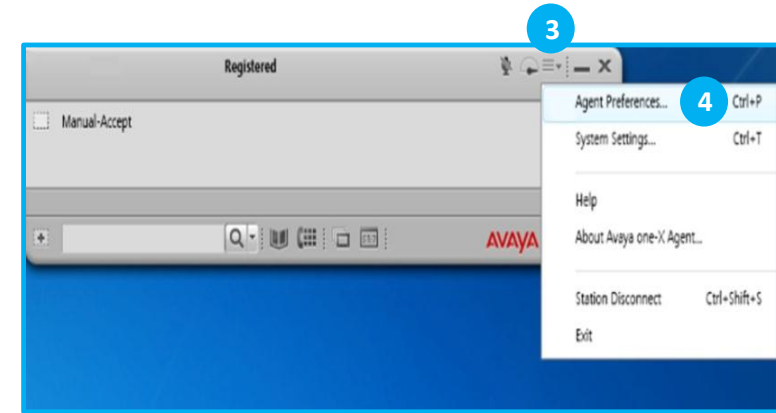 3
Registered
Agent Preferences... 4 Ctrl+P
Manual-Accept
System Settings... Ctrl+T
Help
AVAYA
About Avaya one-X Agent...
Station Disconnect Ctrl+Shift+S
Exit